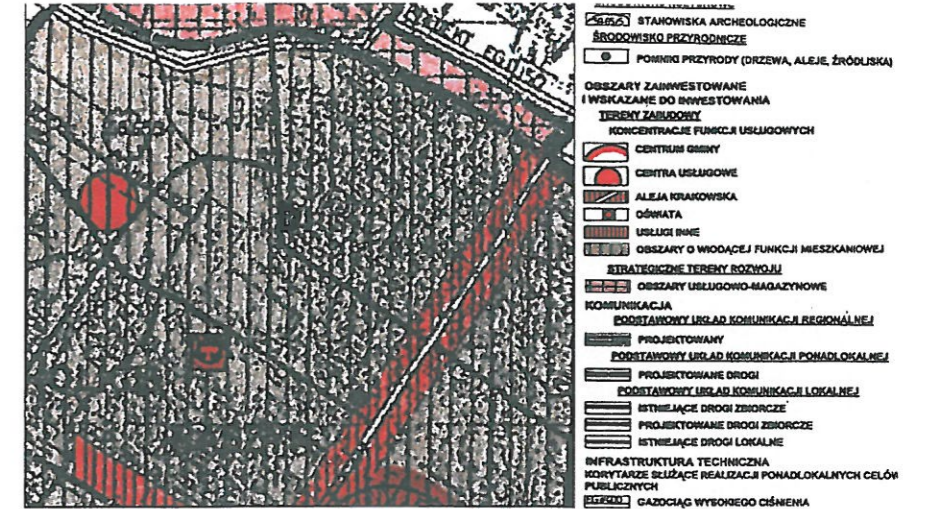 STANOWISKA ARCHEOLOGICZNE
ŚRODOWISKO PRZYRODNICZE
POMNIKI PRZYRODY (DRZEWA, ALEJE, ŹRÓDLISKA)
OBSZARY ZAINWESTOWANE
I WSKAZANE DO INWESTOWANIA
TERENY ZABUDOWY
KONCENTRACJE FUNKCJI USŁUGOWYCH
CENTRUM GMINY
CENTRA USŁUGOWE
ALEJA KRAKOWSKA
OŚWIATA
USŁUGI INNE
OBSZARY O WIODĄCEJ FUNKCJI MIESZKANIOWEJ
STRATEGICZNE TERENY ROZWOJU
OBSZARY USŁUGOWO-MAGAZYNOWE
KOMUNIKACJA
PODSTAWOWY UKŁAD KOMUNIKACJI REGIONALNEJ
PROJEKTOWANY
PODSTAWOWY UKŁAD KOMUNIKACJI PONADLOKALNEJ
PROJEKTOWANE DROGI
PODSTAWOWY UKŁAD KOMUNIKACJI LOKALNEJ
ISTNIEJĄCE DROGI ZBIORCZE
PROJEKTOWANE DROGI ZBIORCZE
ISTNIEJĄCE DROGI LOKALNE
INFRASTRUKTURA TECHNICZNA
KORYTARZE SŁUŻĄCE REALIZACJI PONADLOKALNYCH CELÓW
PUBLICZNYCH
GAZOCIĄG WYSOKIEGO CIŚNIENIA